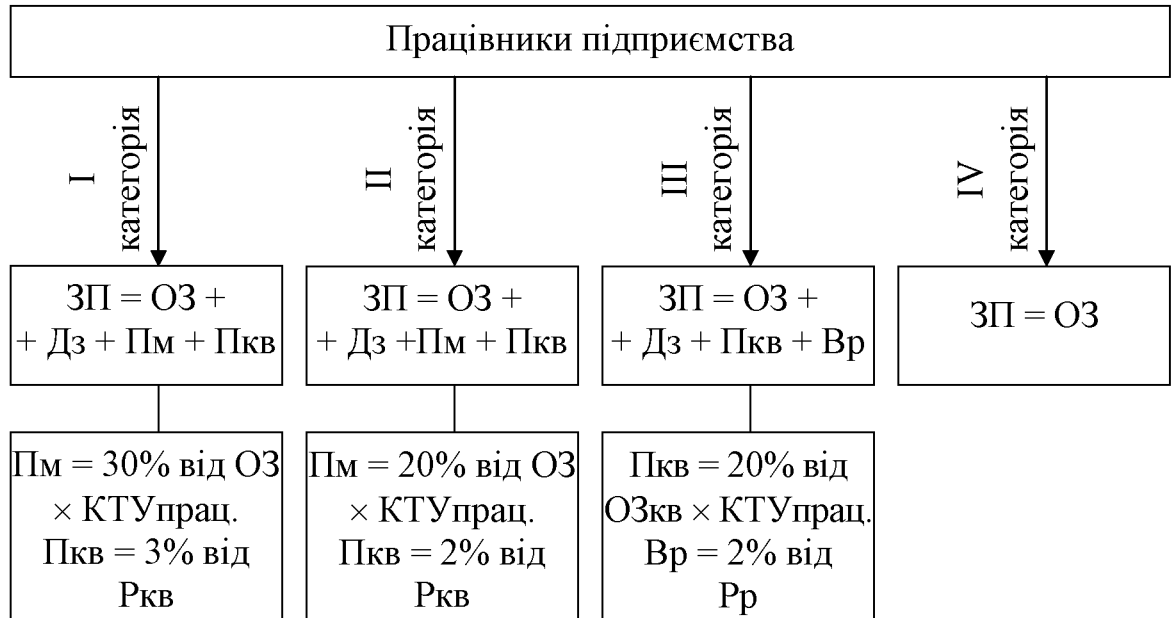 Працівники підприємства
I
категорія
II
категорія
III
категорія
IV
категорія
ЗП = ОЗ +
+ Дз + Пм + Пкв
ЗП = ОЗ +
+ Дз +Пм + Пкв
ЗП = ОЗ +
+ Дз + Пкв + Вр
ЗП = ОЗ
Пм = 30% від ОЗ
× КТУпрац.
Пкв = 3% від
Ркв
Пм = 20% від ОЗ
× КТУпрац.
Пкв = 2% від
Ркв
Пкв = 20% від
ОЗкв × КТУпрац.
Вр = 2% від
Рр